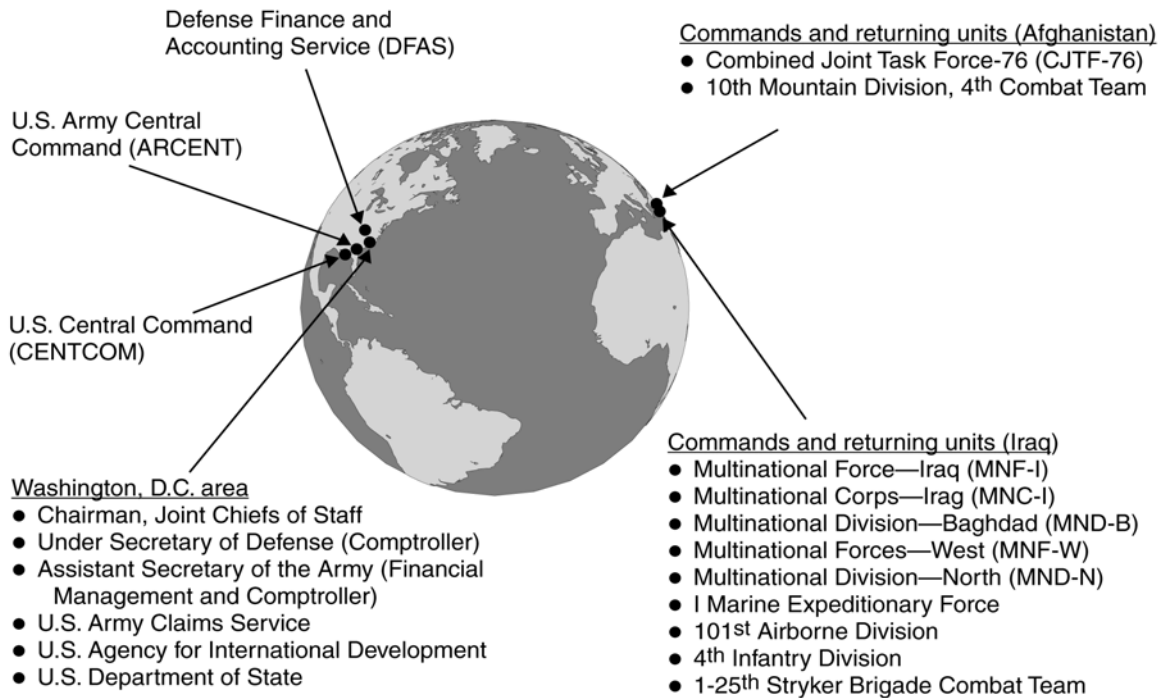 Defense Finance and
Accounting Service (DFAS)
Commands and returning units (Afghanistan)
● Combined Joint Task Force-76 (CJTF-76)
● 10th Mountain Division, 4th Combat Team
U.S. Army Central
Command (ARCENT)
U.S. Central Command
(CENTCOM)
Washington, D.C. area
● Chairman, Joint Chiefs of Staff
● Under Secretary of Defense (Comptroller)
● Assistant Secretary of the Army (Financial
Management and Comptroller)
● U.S. Army Claims Service
● U.S. Agency for International Development
● U.S. Department of State
Commands and returning units (Iraq)
● Multinational Force—Iraq (MNF-I)
● Multinational Corps—Irag (MNC-I)
● Multinational Division—Baghdad (MND-B)
● Multinational Forces—West (MNF-W)
● Multinational Division—North (MND-N)
● I Marine Expeditionary Force
● 101st Airborne Division
● 4th Infantry Division
● 1-25th Stryker Brigade Combat Team